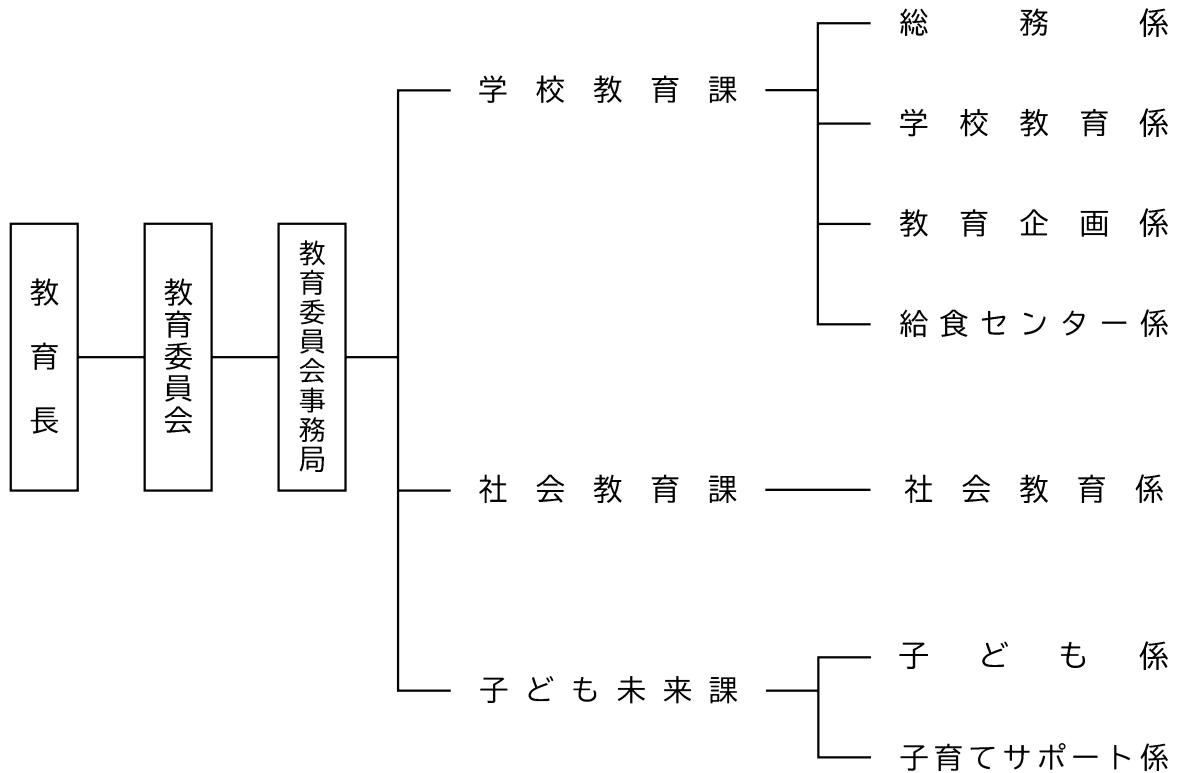 教育長
教育委員会
教育委員会事務局
学校教育課
総務係
学校教育係
教育企画係
給食センター係
社会教育課
社会教育係
子ども未来課
子ども係
子育てサポート係